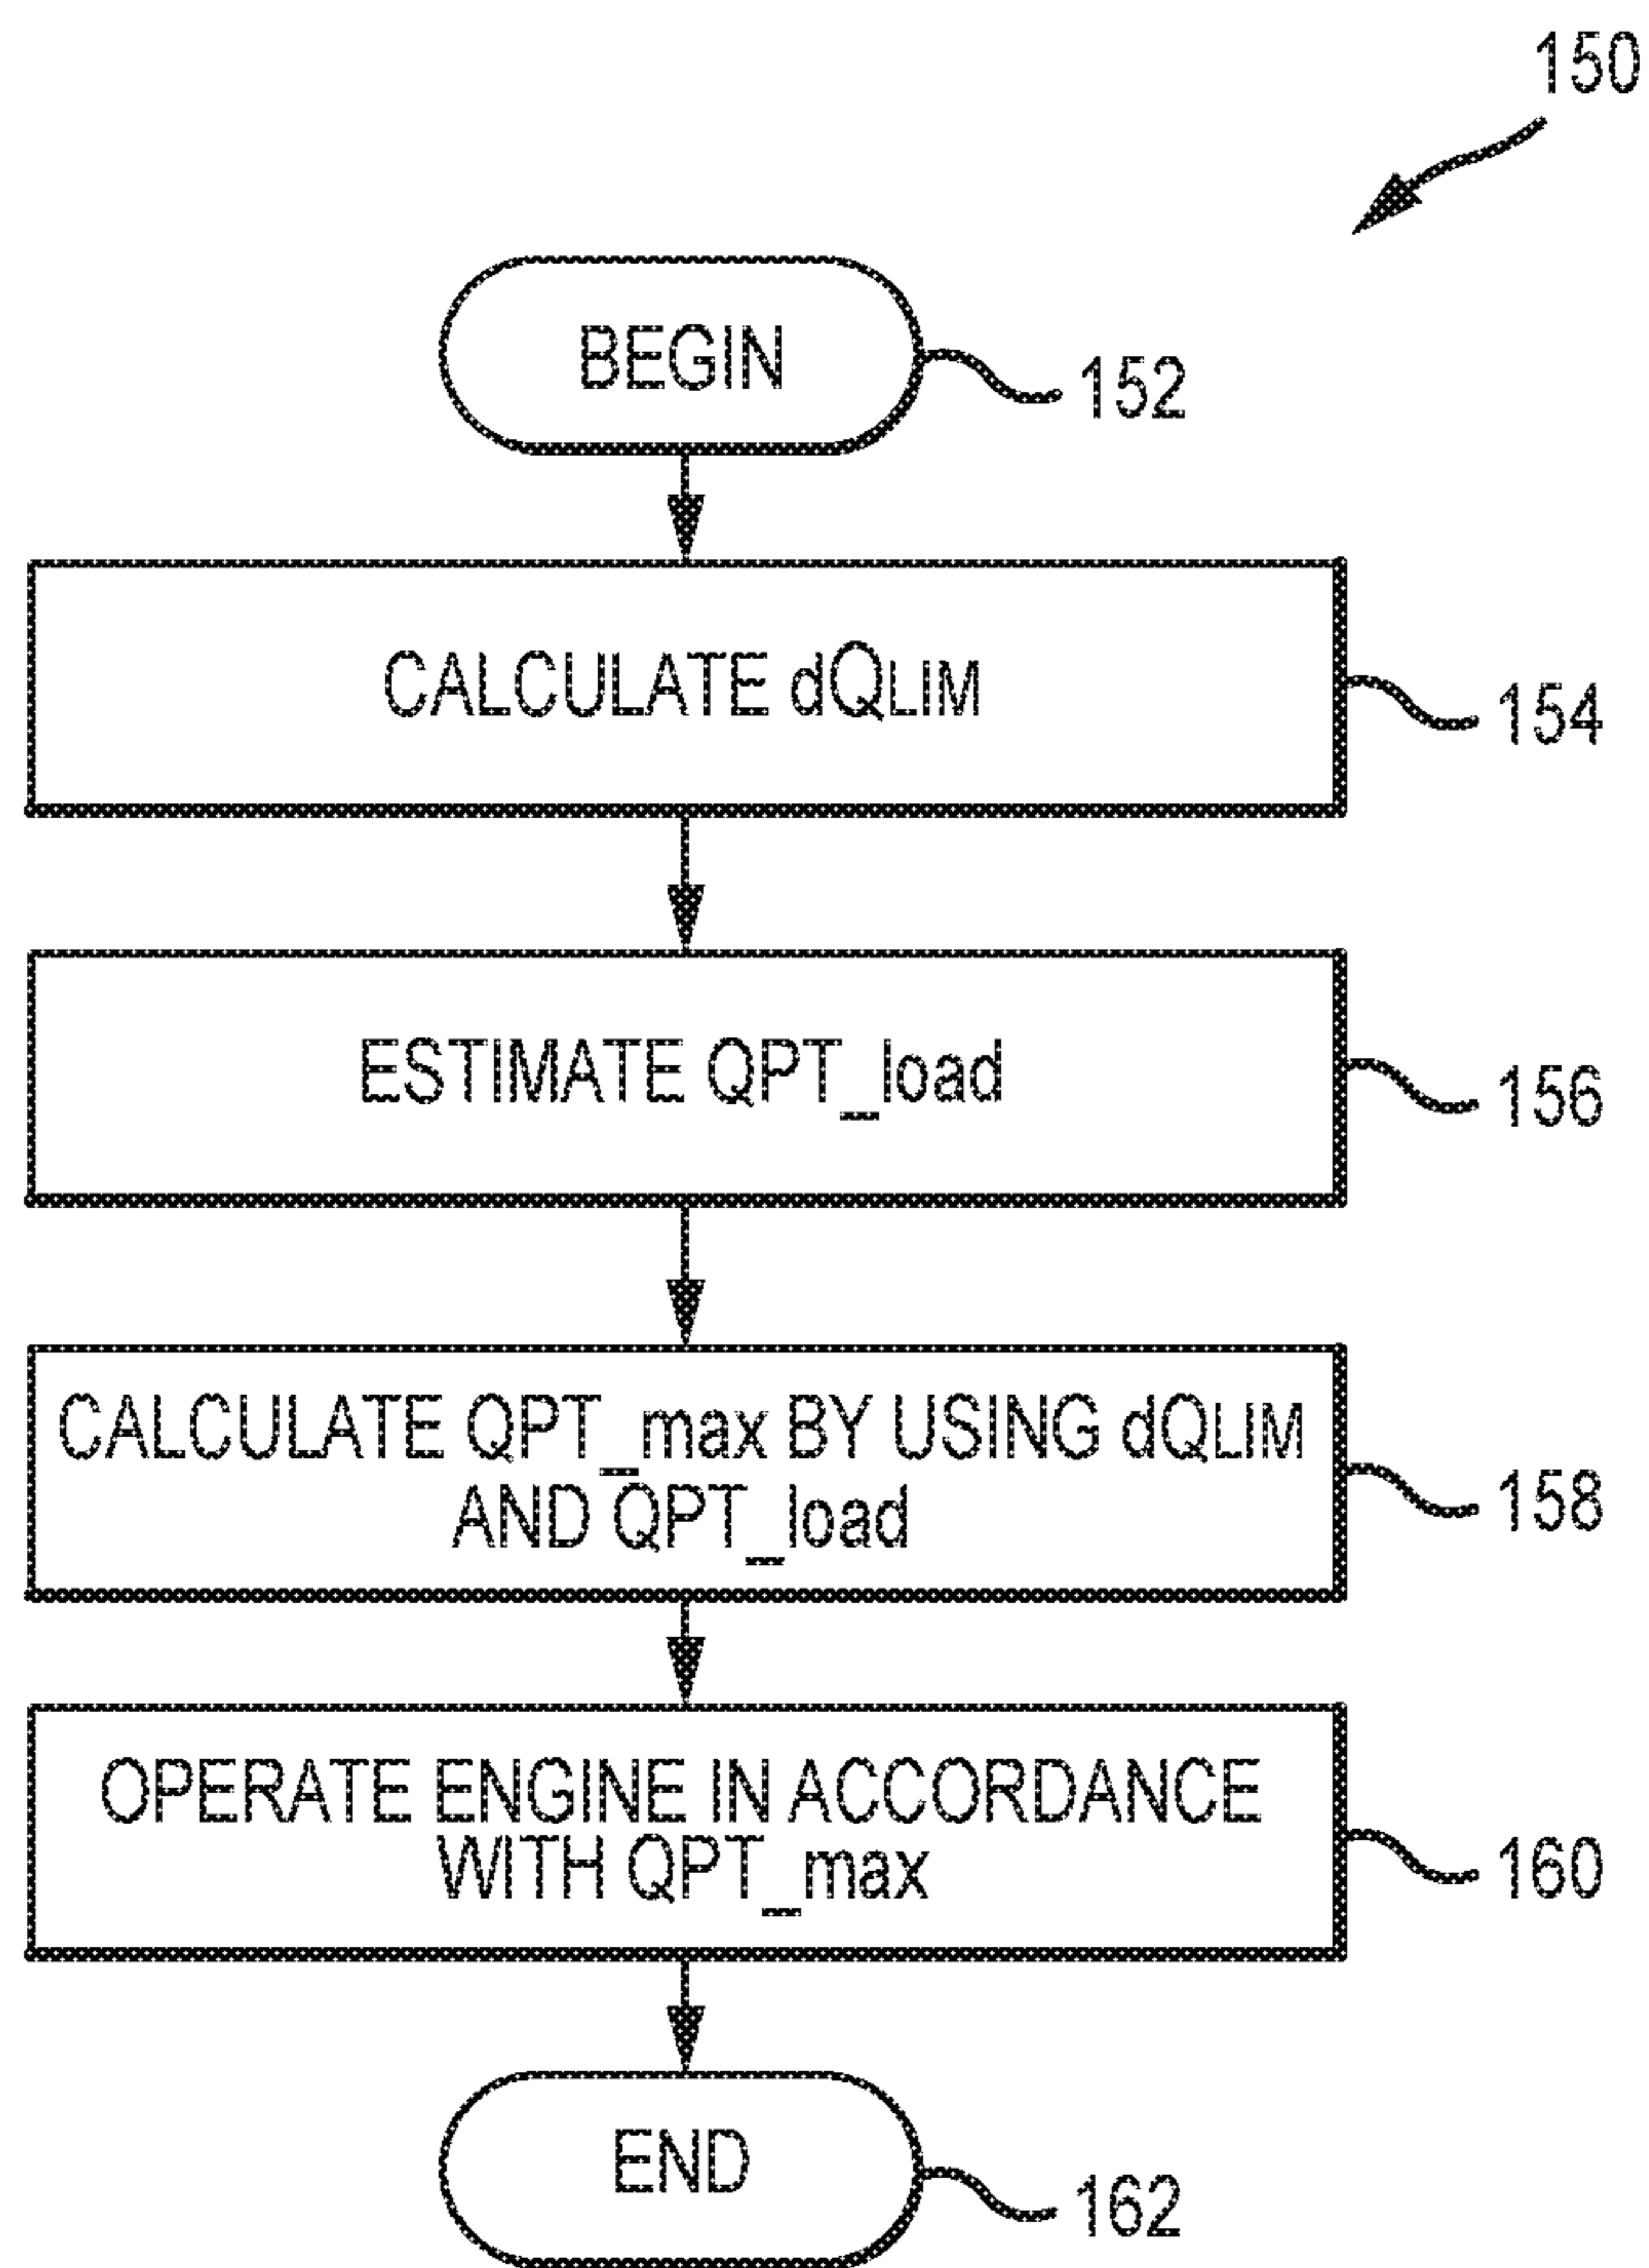 150
BEGIN
152
CALCULATE dQLIM
154
ESTIMATE QPT_load
156
CALCULATE QPT_max BY USING dQLIM
AND QPT_load
158
OPERATE ENGINE IN ACCORDANCE
WITH QPT_max
160
END
162